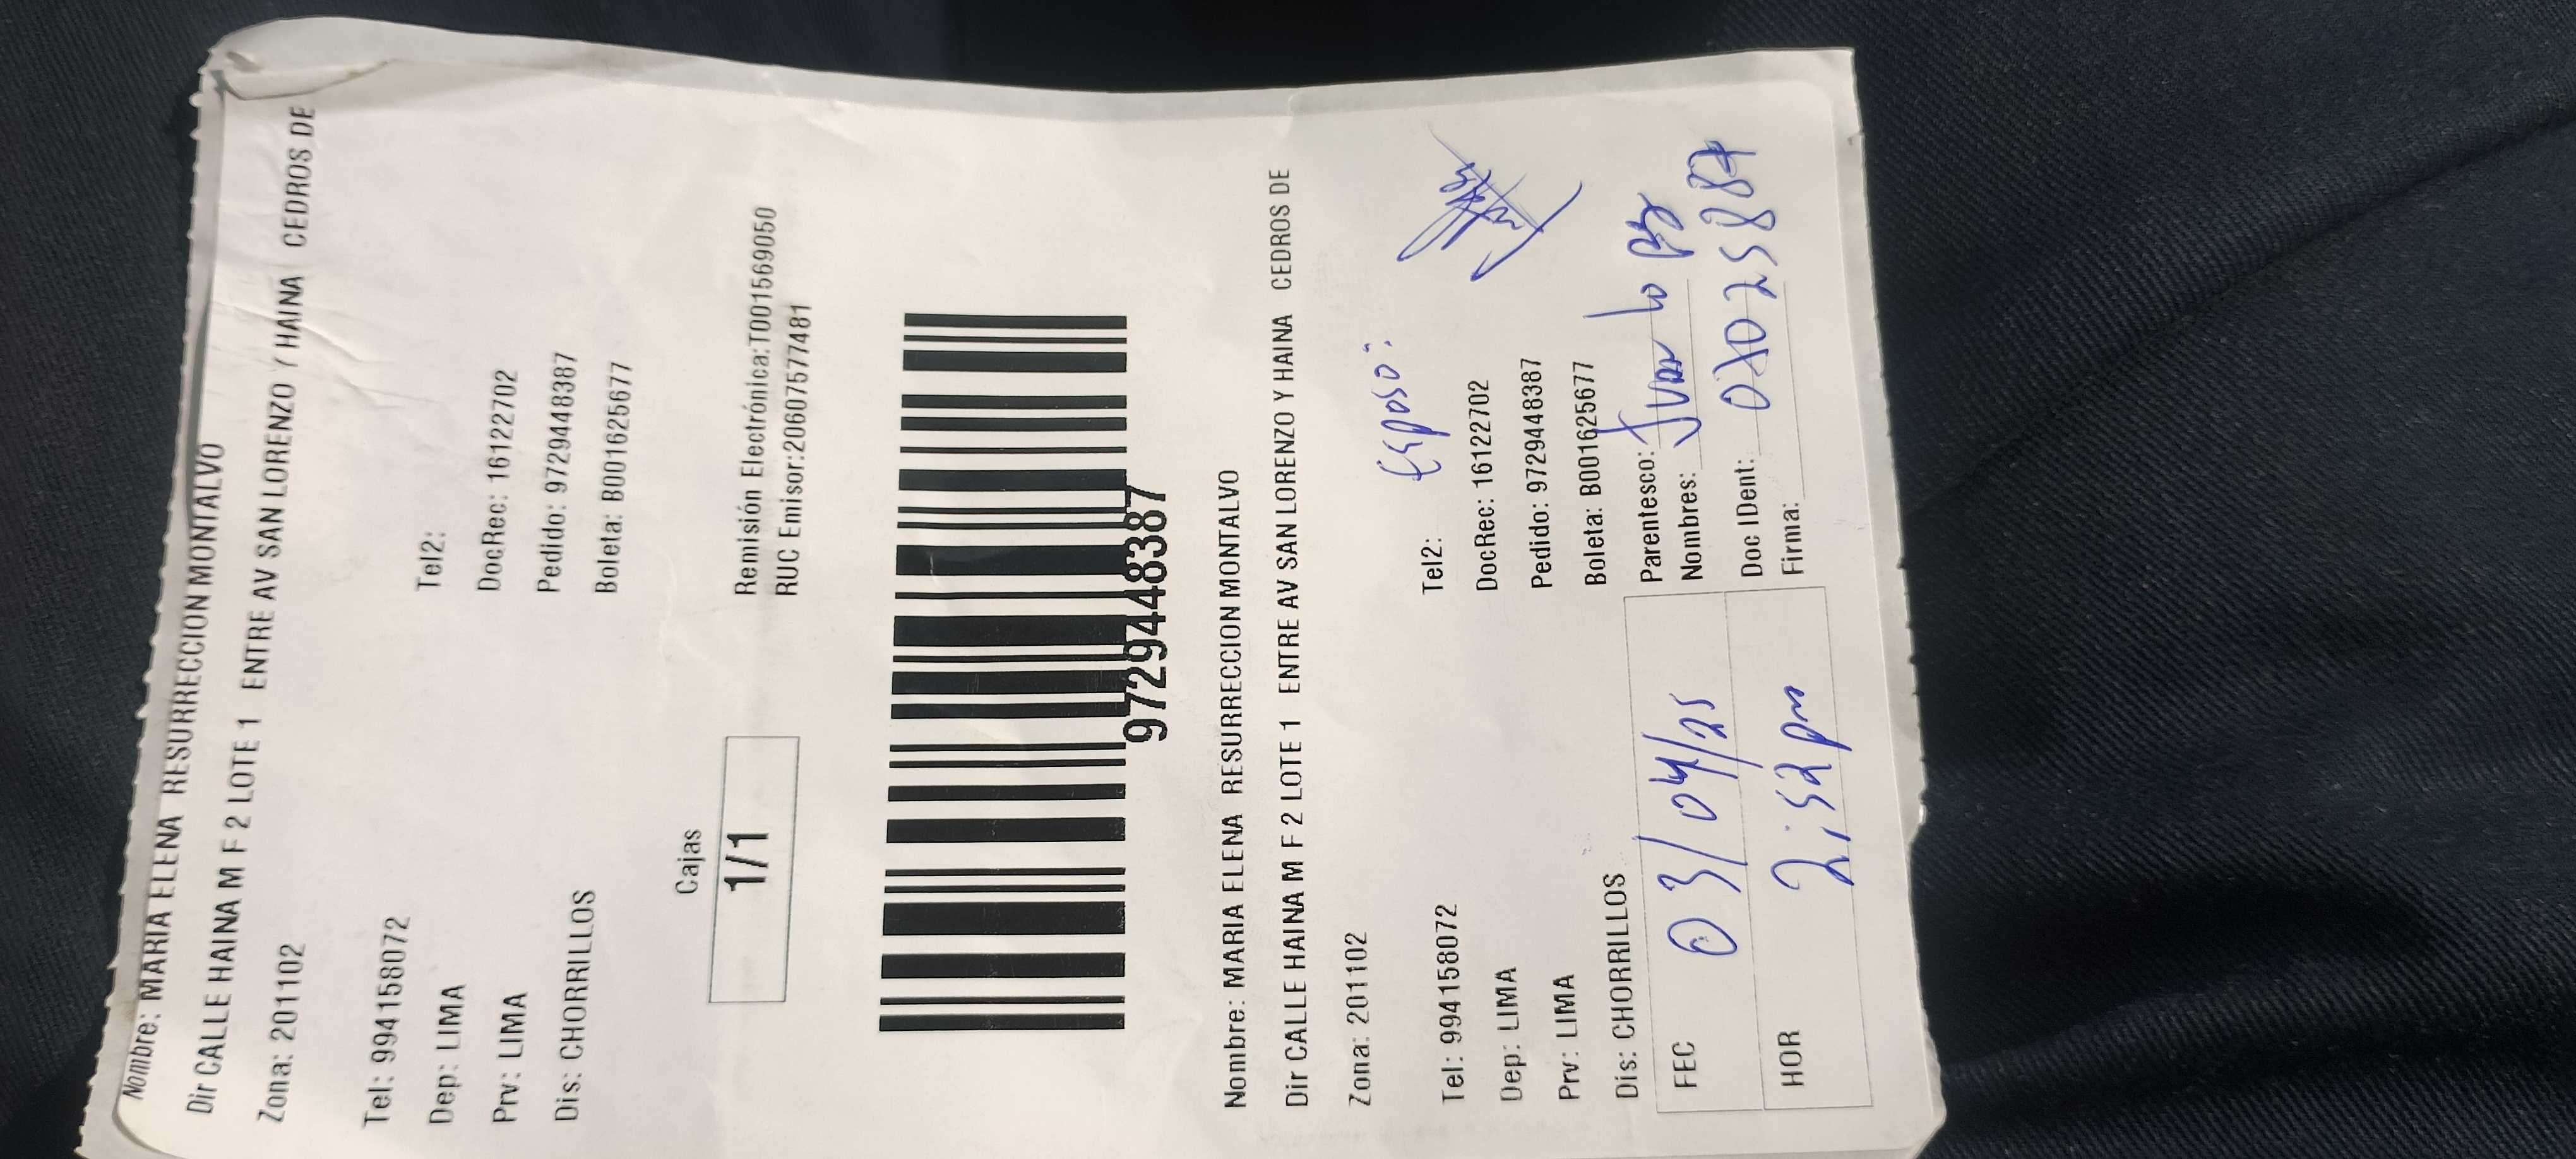 Nombre: MARIA ELENA RESURRECCION MONTALVO
Dir CALLE HAINA M F 2 LOTE 1 ENTRE AV SAN LORENZO Y HAINA CEDROS DE
Zona: 201102
Tel: 994158072 Tel2:
Dep: LIMA DocRec: 16122702
Prv: LIMA Pedido: 9729448387
Dis: CHORRILLOS Boleta: B001625677
Cajas
1/1
Remisión Electrónica:T001569050
RUC Emisor:20607577481
9729448387
Nombre: MARIA ELENA RESURRECCION MONTALVO
Dir CALLE HAINA M F 2 LOTE 1 ENTRE AV SAN LORENZO Y HAINA CEDROS DE
Zona: 201102
Esposo:
Tel: 994158072 Tel2:
Dep: LIMA DocRec: 16122702
Prv: LIMA Pedido: 9729448387
Dis: CHORRILLOS Boleta: B001625677
Parentesco:
FEC 03/04/25 Nombres: Juan
Doc IDent:
HOR 2:52 pm Firma: